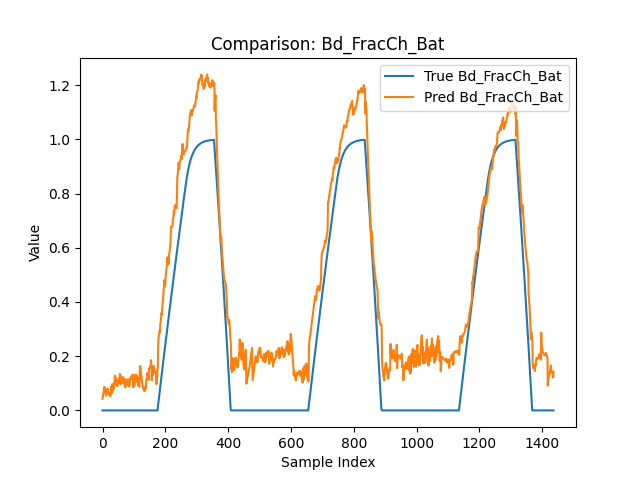 Comparison: Bd_FracCh_Bat
True Bd_FracCh_Bat
Pred Bd_FracCh_Bat
Value
1.2
1.0
0.8
0.6
0.4
0.2
0.0
0 200 400 600 800 1000 1200 1400
Sample Index